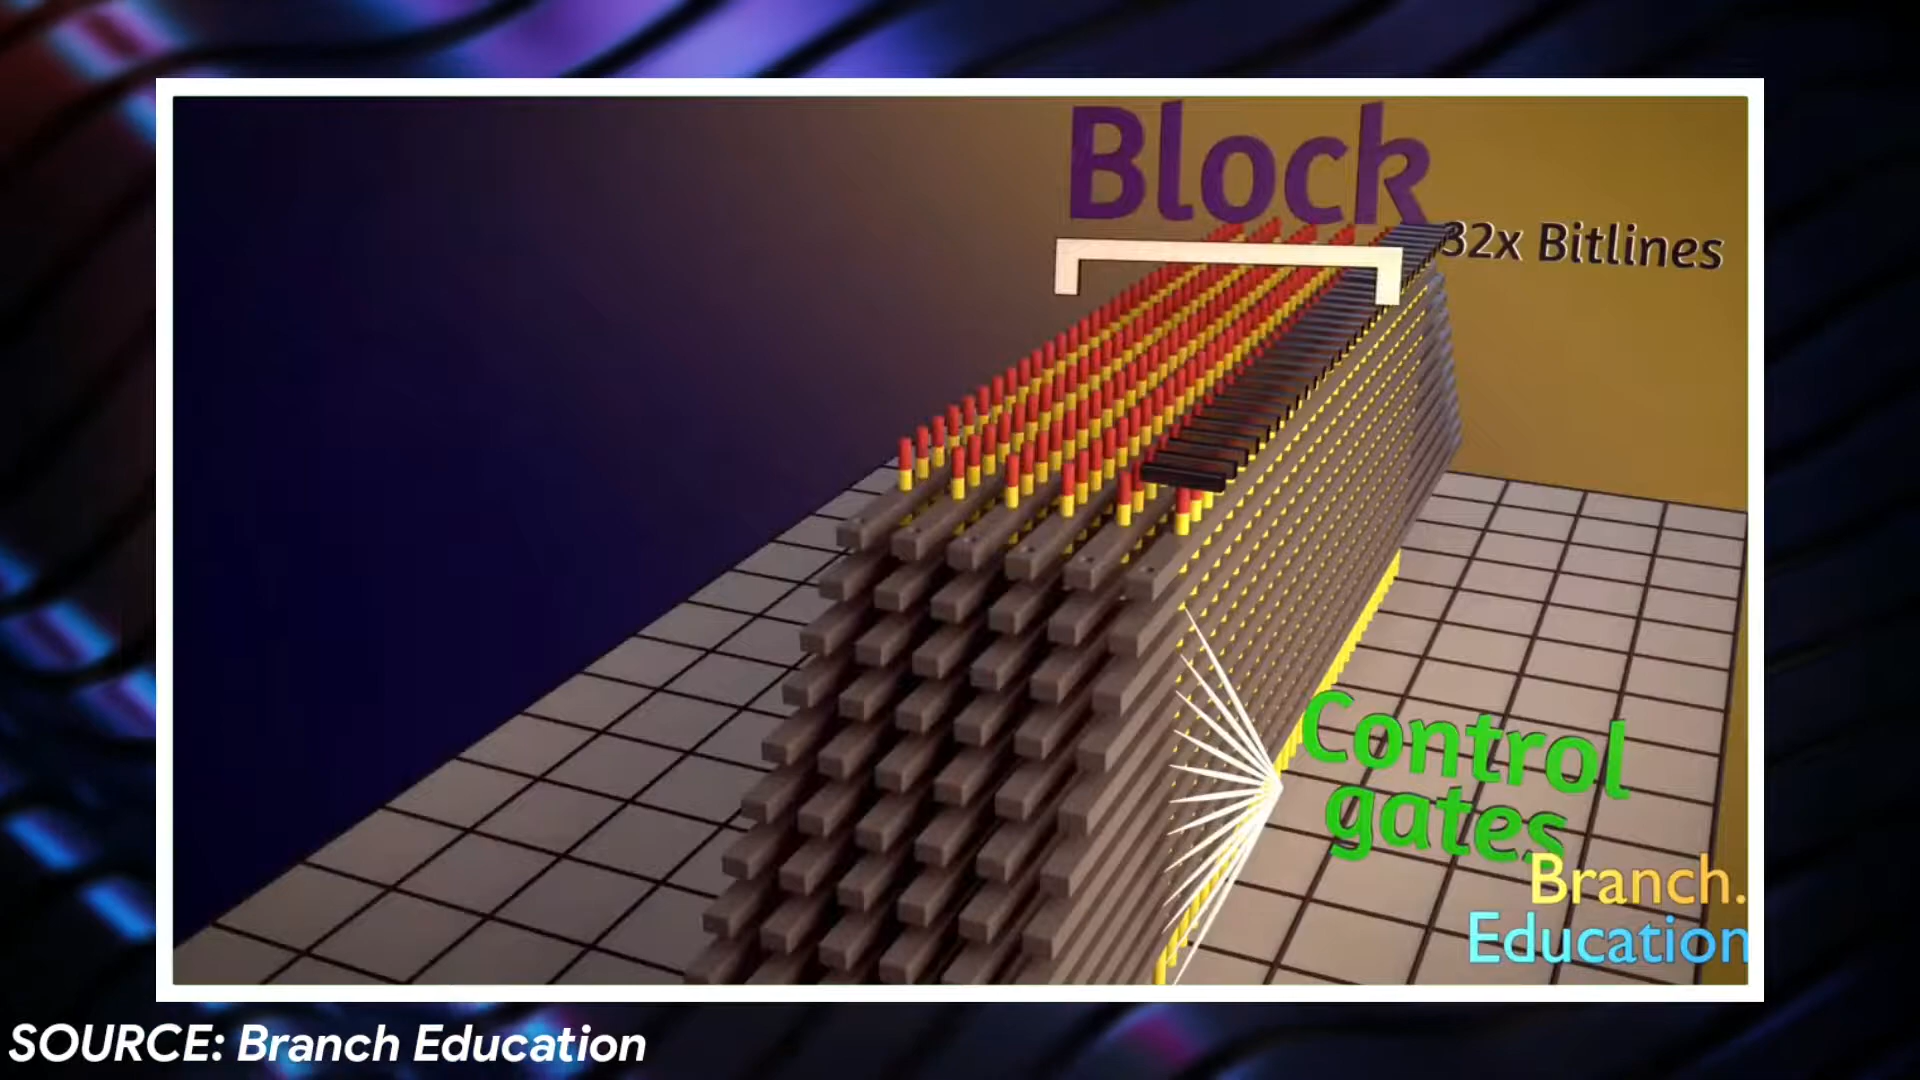 Block
32x Bitlines
Control
gates
Branch.
Education
SOURCE: Branch Education